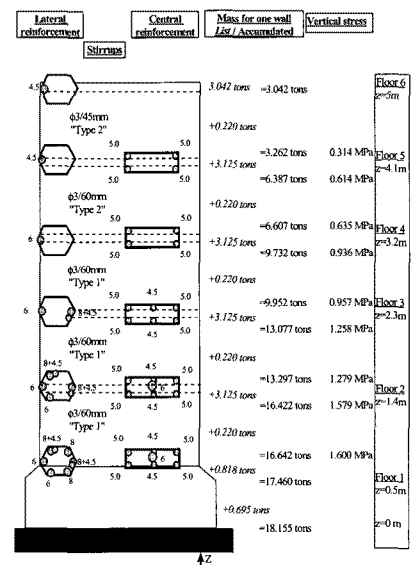 Lateral reinforcement
Central reinforcement
Mass for one wall
List / Accumulated
Vertical stress
Stirrups
4.5
3.042 tons =3.042 tons
Floor 6
z=5m
ϕ3/45mm
"Type 2"
+0.220 tons
5.0 5.0
=3.262 tons 0.314 MPa
Floor 5
4.5
+3.125 tons
z=4.1m
5.0 5.0
=6.387 tons 0.614 MPa
ϕ3/60mm
"Type 2"
+0.220 tons
5.0 5.0
=6.607 tons 0.635 MPa
Floor 4
6
+3.125 tons
z=3.2m
5.0 5.0
=9.732 tons 0.936 MPa
ϕ3/60mm
"Type 1"
+0.220 tons
5.0 4.5 5.0
=9.952 tons 0.957 MPa
Floor 3
6
8+4.5
+3.125 tons
z=2.3m
5.0 4.5 5.0
=13.077 tons 1.258 MPa
ϕ3/60mm
"Type 1"
+0.220 tons
8+4.5
5.0 4.5 5.0
=13.297 tons 1.279 MPa
6 8+4.5 6
+3.125 tons
Floor 2
z=1.4m
6
5.0 4.5 5.0
=16.422 tons 1.579 MPa
ϕ3/60mm
"Type 1"
+0.220 tons
8+4.5 8
5.0 4.5 5.0
=16.642 tons 1.600 MPa
6 8+4.5 6
+0.818 tons
6 6
5.0 4.5 5.0
=17.460 tons
Floor 1
z=0.5m
+0.695 tons
=18.155 tons
z=0 m
Z